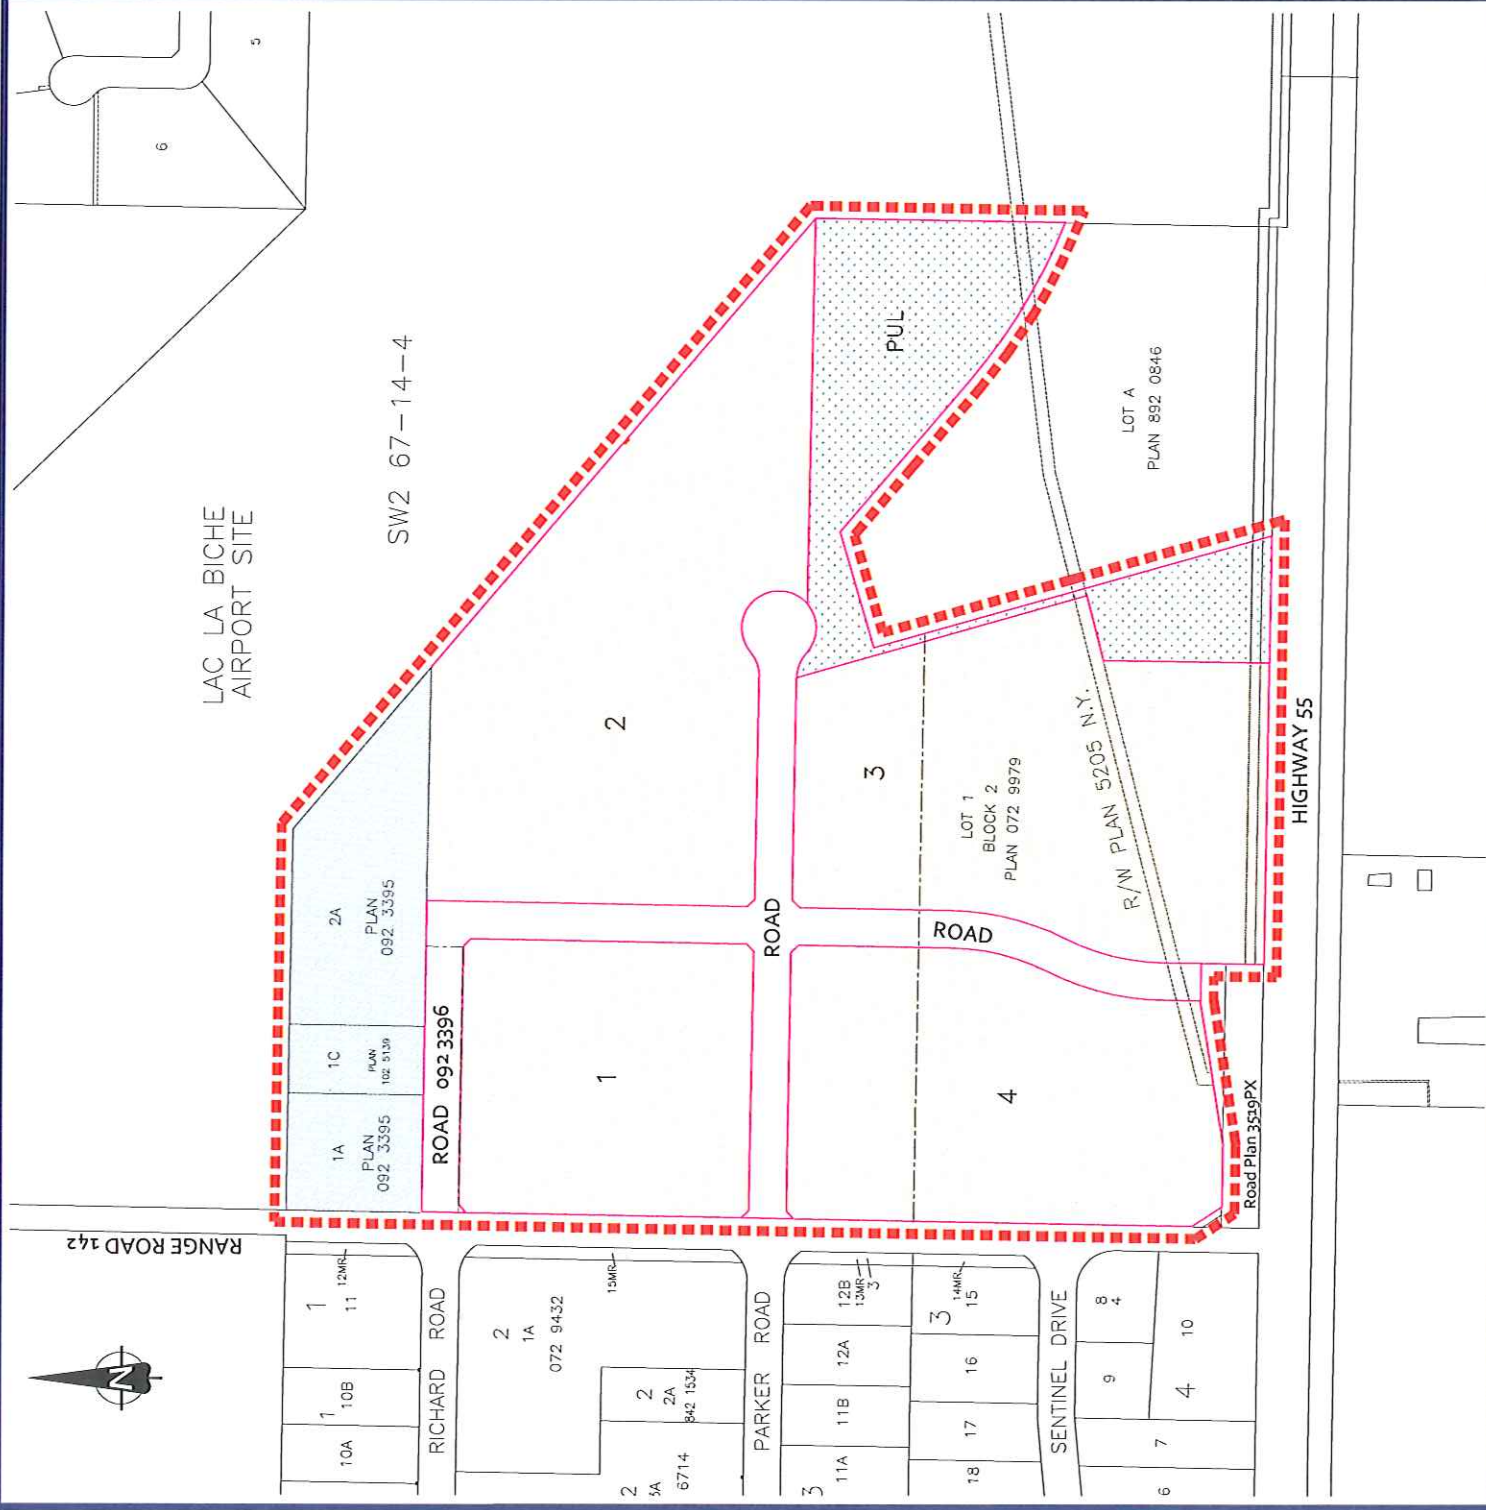 5
6
LAC LA BICHE
AIRPORT SITE
SW2 67-14-4
PUL
LOT A
PLAN 892 0846
2
3
LOT 1
BLOCK 2
PLAN 072 9979
R/W PLAN 5205 N.Y.
HIGHWAY 55
2A
PLAN
092 3395
1C
PLAN
102 5139
1A
PLAN
092 3395
ROAD 092 3396
ROAD
ROAD
1
4
Road Plan 3519PX
RANGE ROAD 142
N
12MR
1
11
1
10B
10A
RICHARD ROAD
15MR
2
1A
072 9432
2
2A
842 1534
2
6714
PARKER ROAD
12B
13MR
3
12A
11B
11A
3
14MR
3
15
16
17
18
SENTINEL DRIVE
8
4
9
10
4
7
6